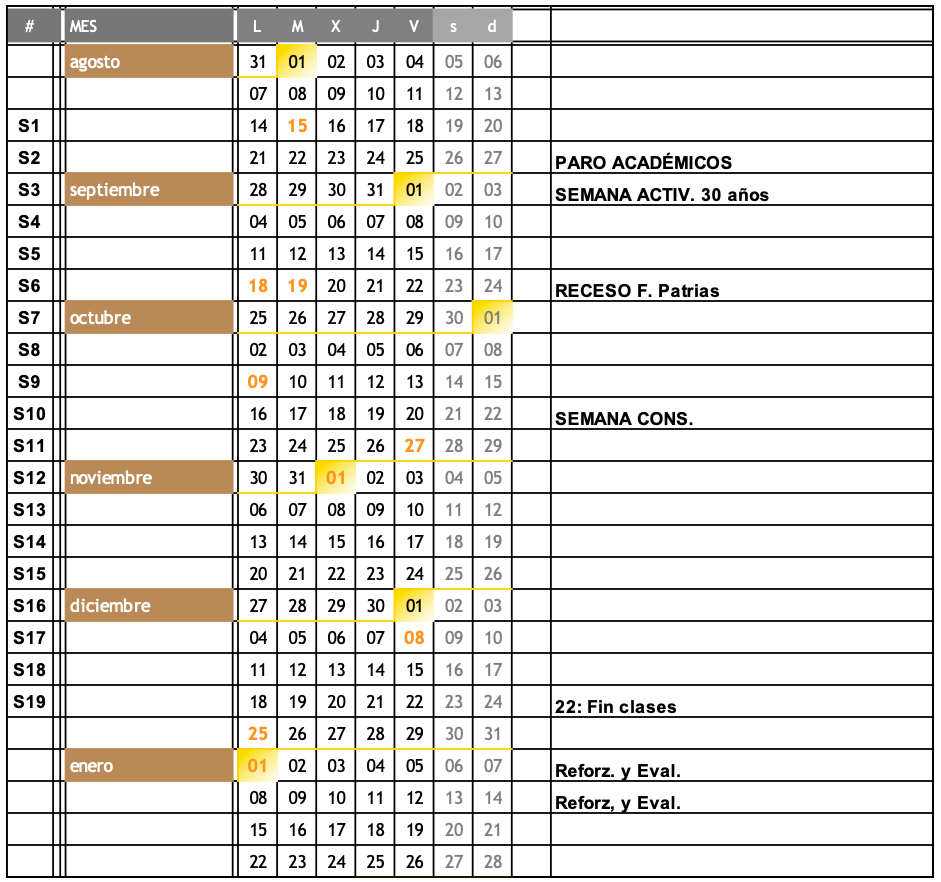 # MES L M X J V s d
agosto 31 01 02 03 04 05 06
07 08 09 10 11 12 13
S1 14 15 16 17 18 19 20
S2 21 22 23 24 25 26 27 PARO ACADÉMICOS
S3 septiembre 28 29 30 31 01 02 03 SEMANA ACTIV. 30 años
S4 04 05 06 07 08 09 10
S5 11 12 13 14 15 16 17
S6 18 19 20 21 22 23 24 RECESO F. Patrias
S7 octubre 25 26 27 28 29 30 01
S8 02 03 04 05 06 07 08
S9 09 10 11 12 13 14 15
S10 16 17 18 19 20 21 22 SEMANA CONS.
S11 23 24 25 26 27 28 29
S12 noviembre 30 31 01 02 03 04 05
S13 06 07 08 09 10 11 12
S14 13 14 15 16 17 18 19
S15 20 21 22 23 24 25 26
S16 diciembre 27 28 29 30 01 02 03
S17 04 05 06 07 08 09 10
S18 11 12 13 14 15 16 17
S19 18 19 20 21 22 23 24 22: Fin clases
25 26 27 28 29 30 31
enero 01 02 03 04 05 06 07 Reforz. y Eval.
08 09 10 11 12 13 14 Reforz, y Eval.
15 16 17 18 19 20 21
22 23 24 25 26 27 28